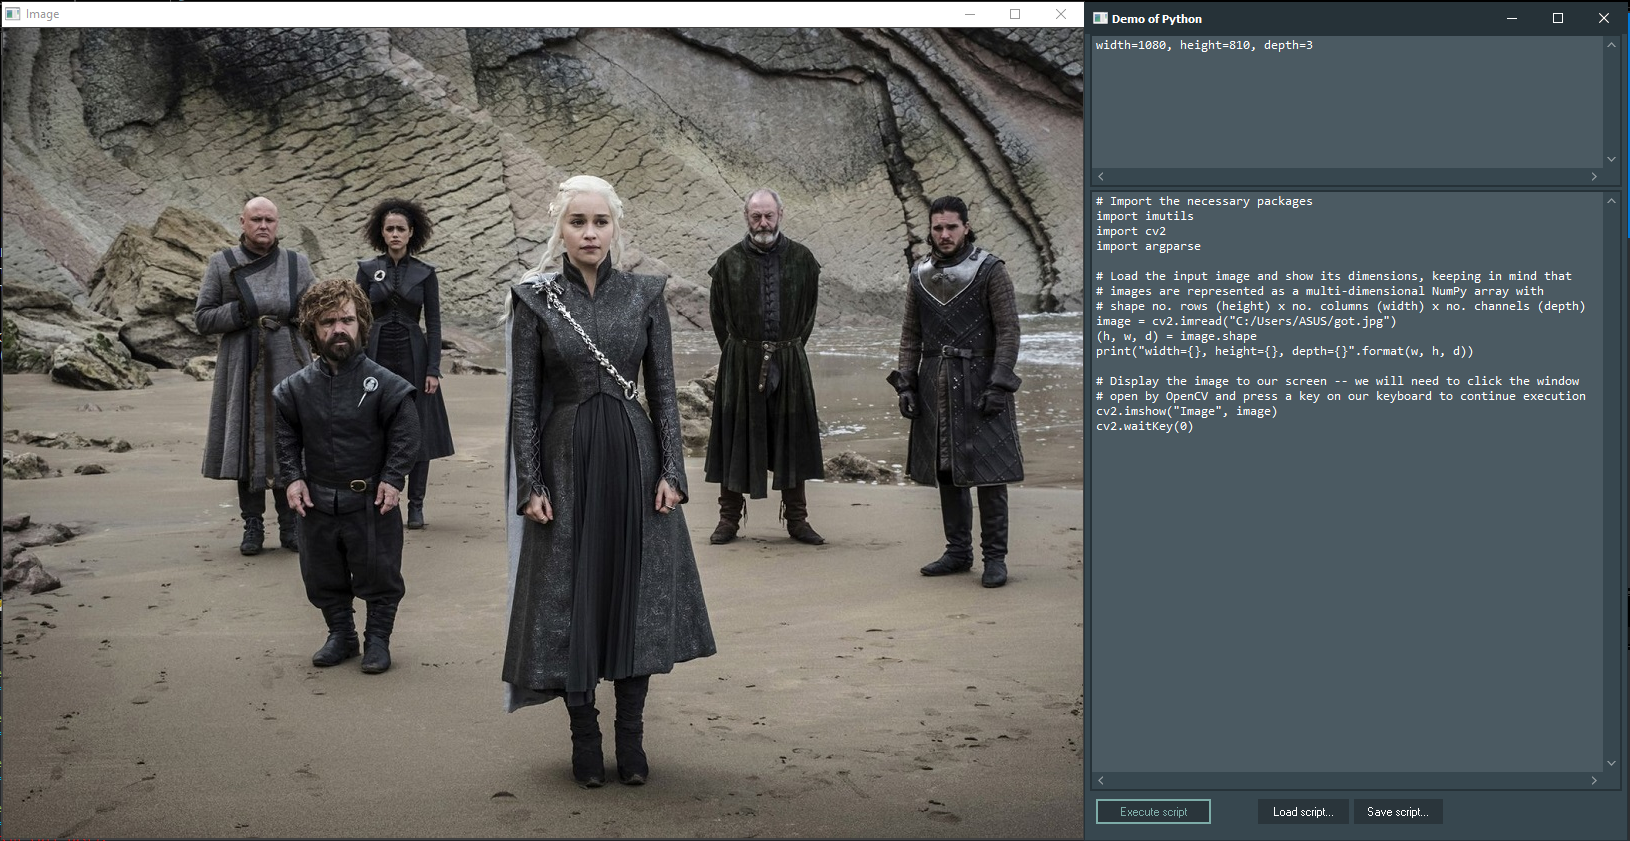 Image
Demo of Python
width=1080, height=810, depth=3
# Import the necessary packages
import imutils
import cv2
import argparse
# Load the input image and show its dimensions, keeping in mind that
# images are represented as a multi-dimensional NumPy array with
# shape no. rows (height) x no. columns (width) x no. channels (depth)
image = cv2.imread("C:/Users/ASUS/got.jpg")
(h, w, d) = image.shape
print("width={}, height={}, depth={}".format(w, h, d))
# Display the image to our screen -- we will need to click the window
# open by OpenCV and press a key on our keyboard to continue execution
cv2.imshow("Image", image)
cv2.waitKey(0)
Execute script
Load script...
Save script...